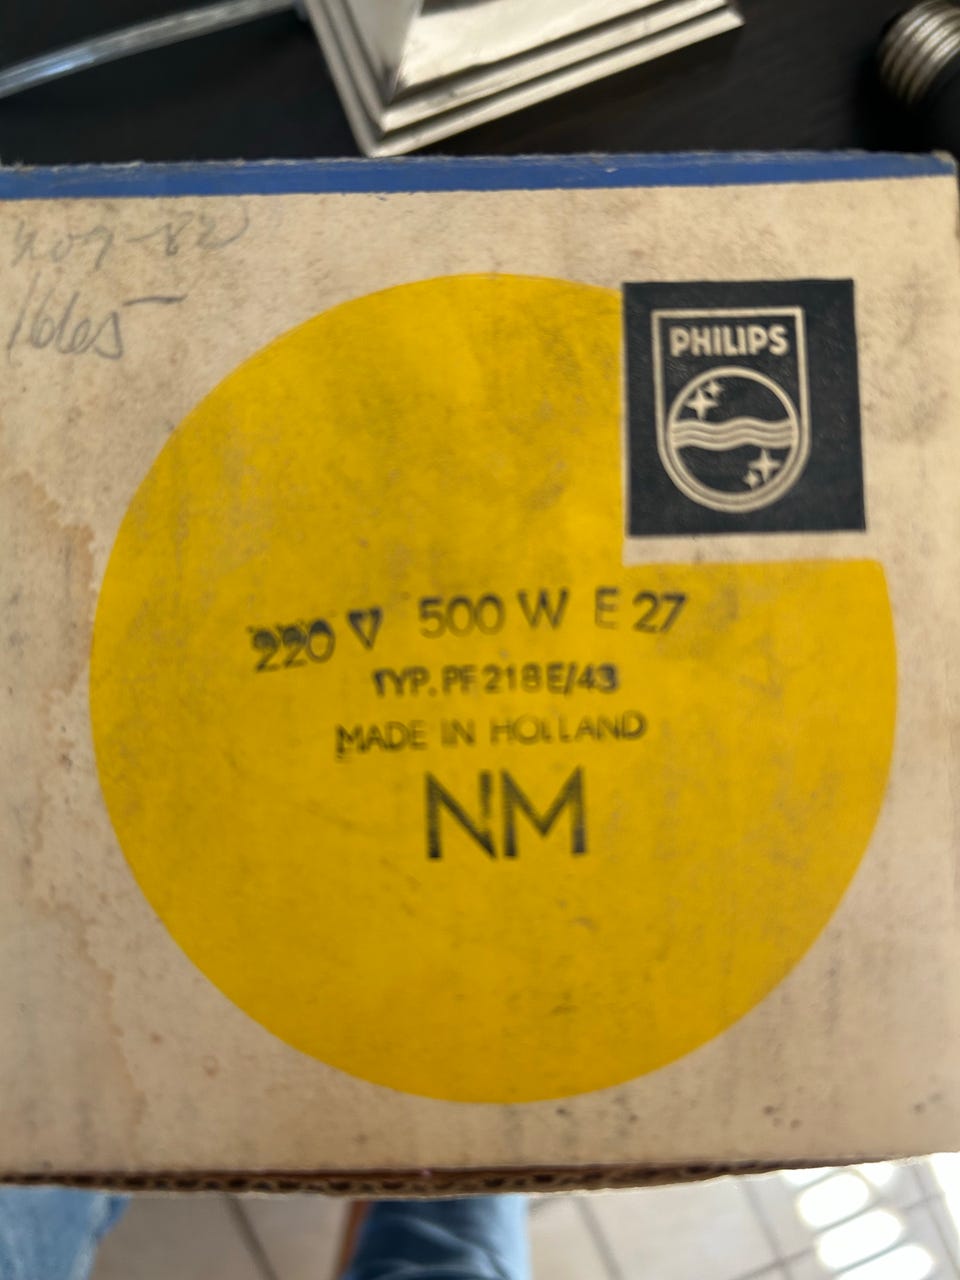 PHILIPS
220 V 500 W E 27
TYP. PF 218 E/43
MADE IN HOLLAND
NM